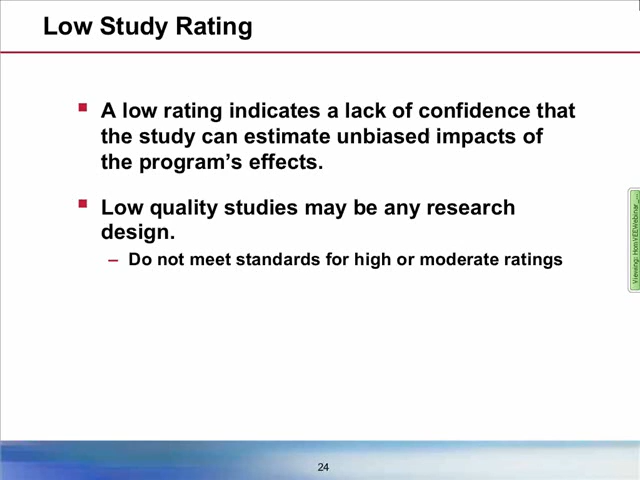 Low Study Rating
A low rating indicates a lack of confidence that
the study can estimate unbiased impacts of
the program’s effects.
Low quality studies may be any research
design.
– Do not meet standards for high or moderate ratings
Viewing: HomVEEWebinar_...
24